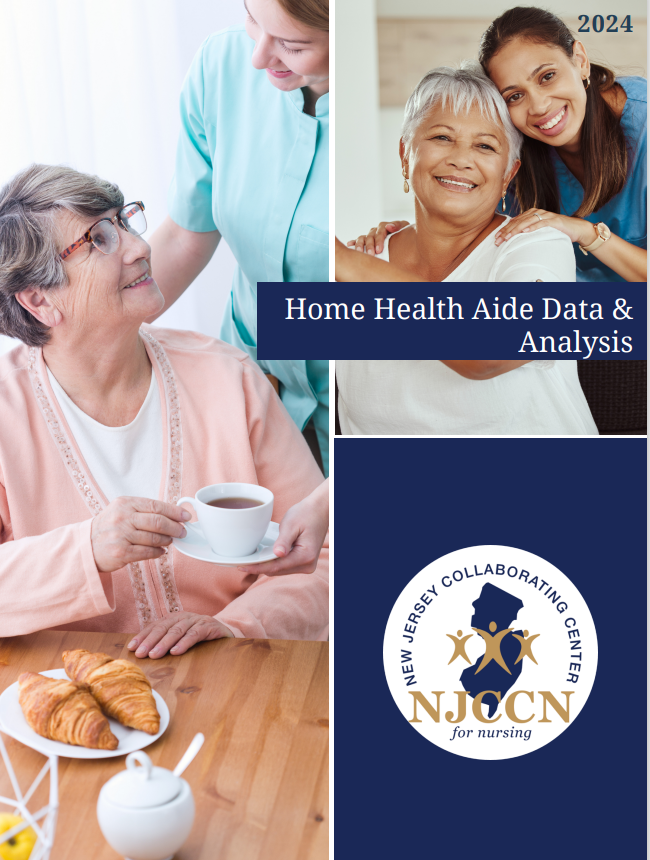 2024
Home Health Aide Data &
Analysis
NEW JERSEY COLLABORATING CENTER
NJCCN
for nursing